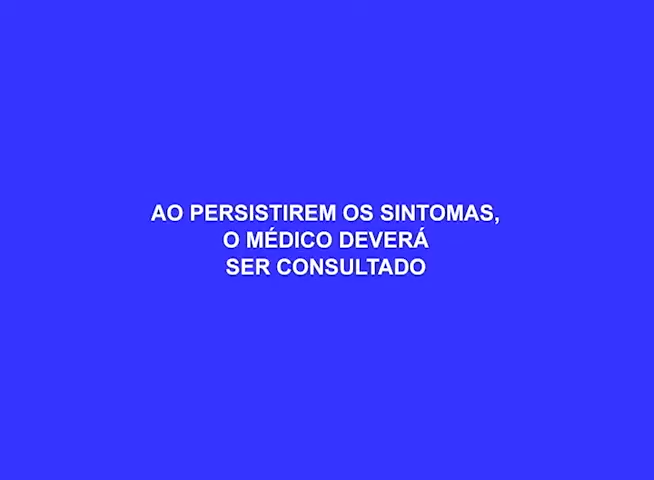 AO PERSISTIREM OS SINTOMAS,
O MÉDICO DEVERÁ
SER CONSULTADO